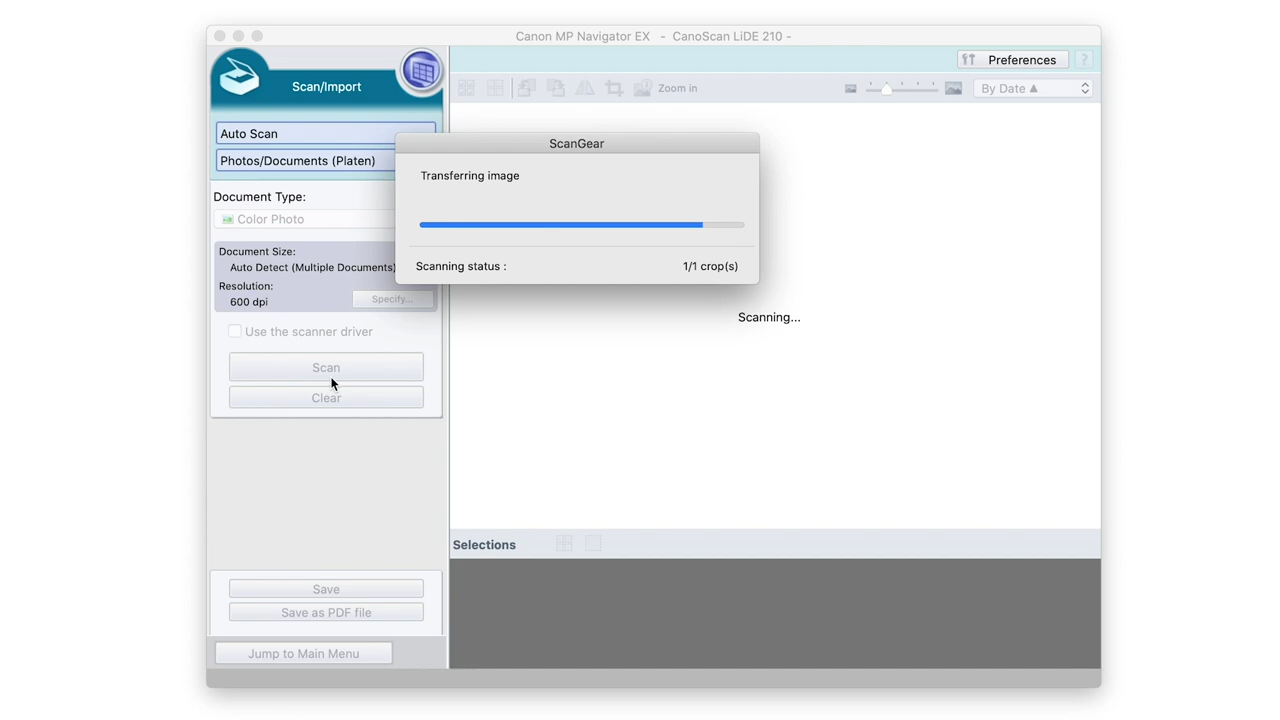 Canon MP Navigator EX - CanoScan LiDE 210 -
Scan/Import
Preferences
?
Zoom in
By Date ▲
Auto Scan
Photos/Documents (Platen)
Document Type:
Color Photo
Document Size:
Auto Detect (Multiple Documents)
Resolution:
600 dpi
Specify...
Use the scanner driver
Scan
Clear
ScanGear
Transferring image
Scanning status :
1/1 crop(s)
Scanning...
Selections
Save
Save as PDF file
Jump to Main Menu